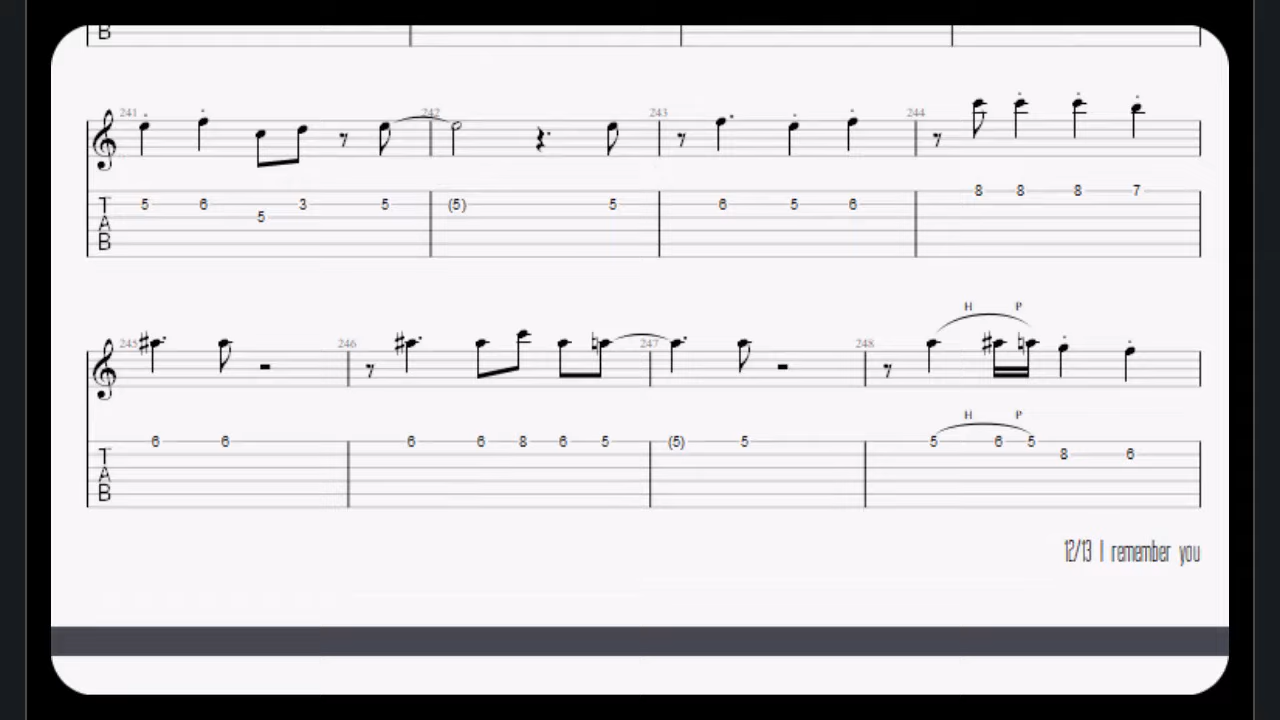 B
241 242 243 244
T A B 5 6 5 3 5 (5) 5 6 5 6 8 8 8 7
H P
245 246 247 248
H P
T A B 6 6 6 6 8 6 5 (5) 5 5 6 5 8 6
12/13 I remember you